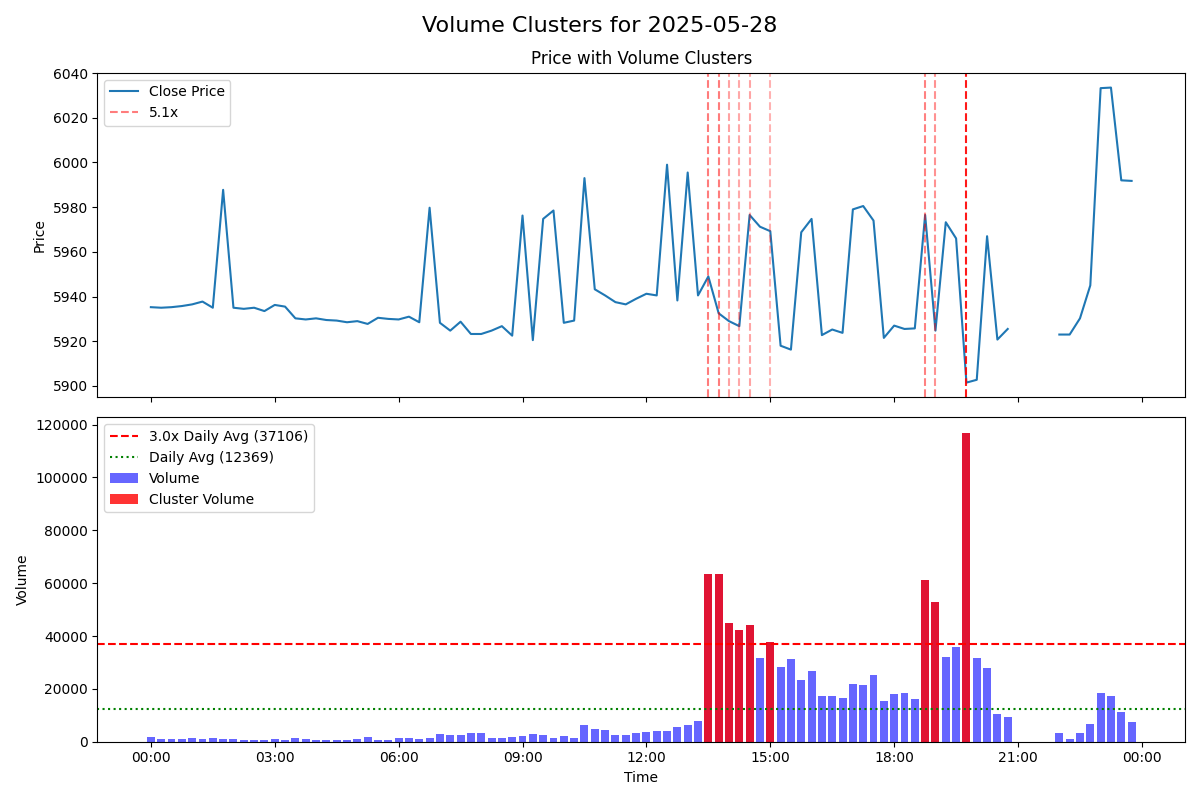 Volume Clusters for 2025-05-28
Price with Volume Clusters
6040
6020
6000
5980
5960
5940
5920
5900
Price
Close Price
5.1x
120000
100000
80000
60000
40000
20000
0
Volume
3.0x Daily Avg (37106)
Daily Avg (12369)
Volume
Cluster Volume
00:00 03:00 06:00 09:00 12:00 15:00 18:00 21:00 00:00
Time